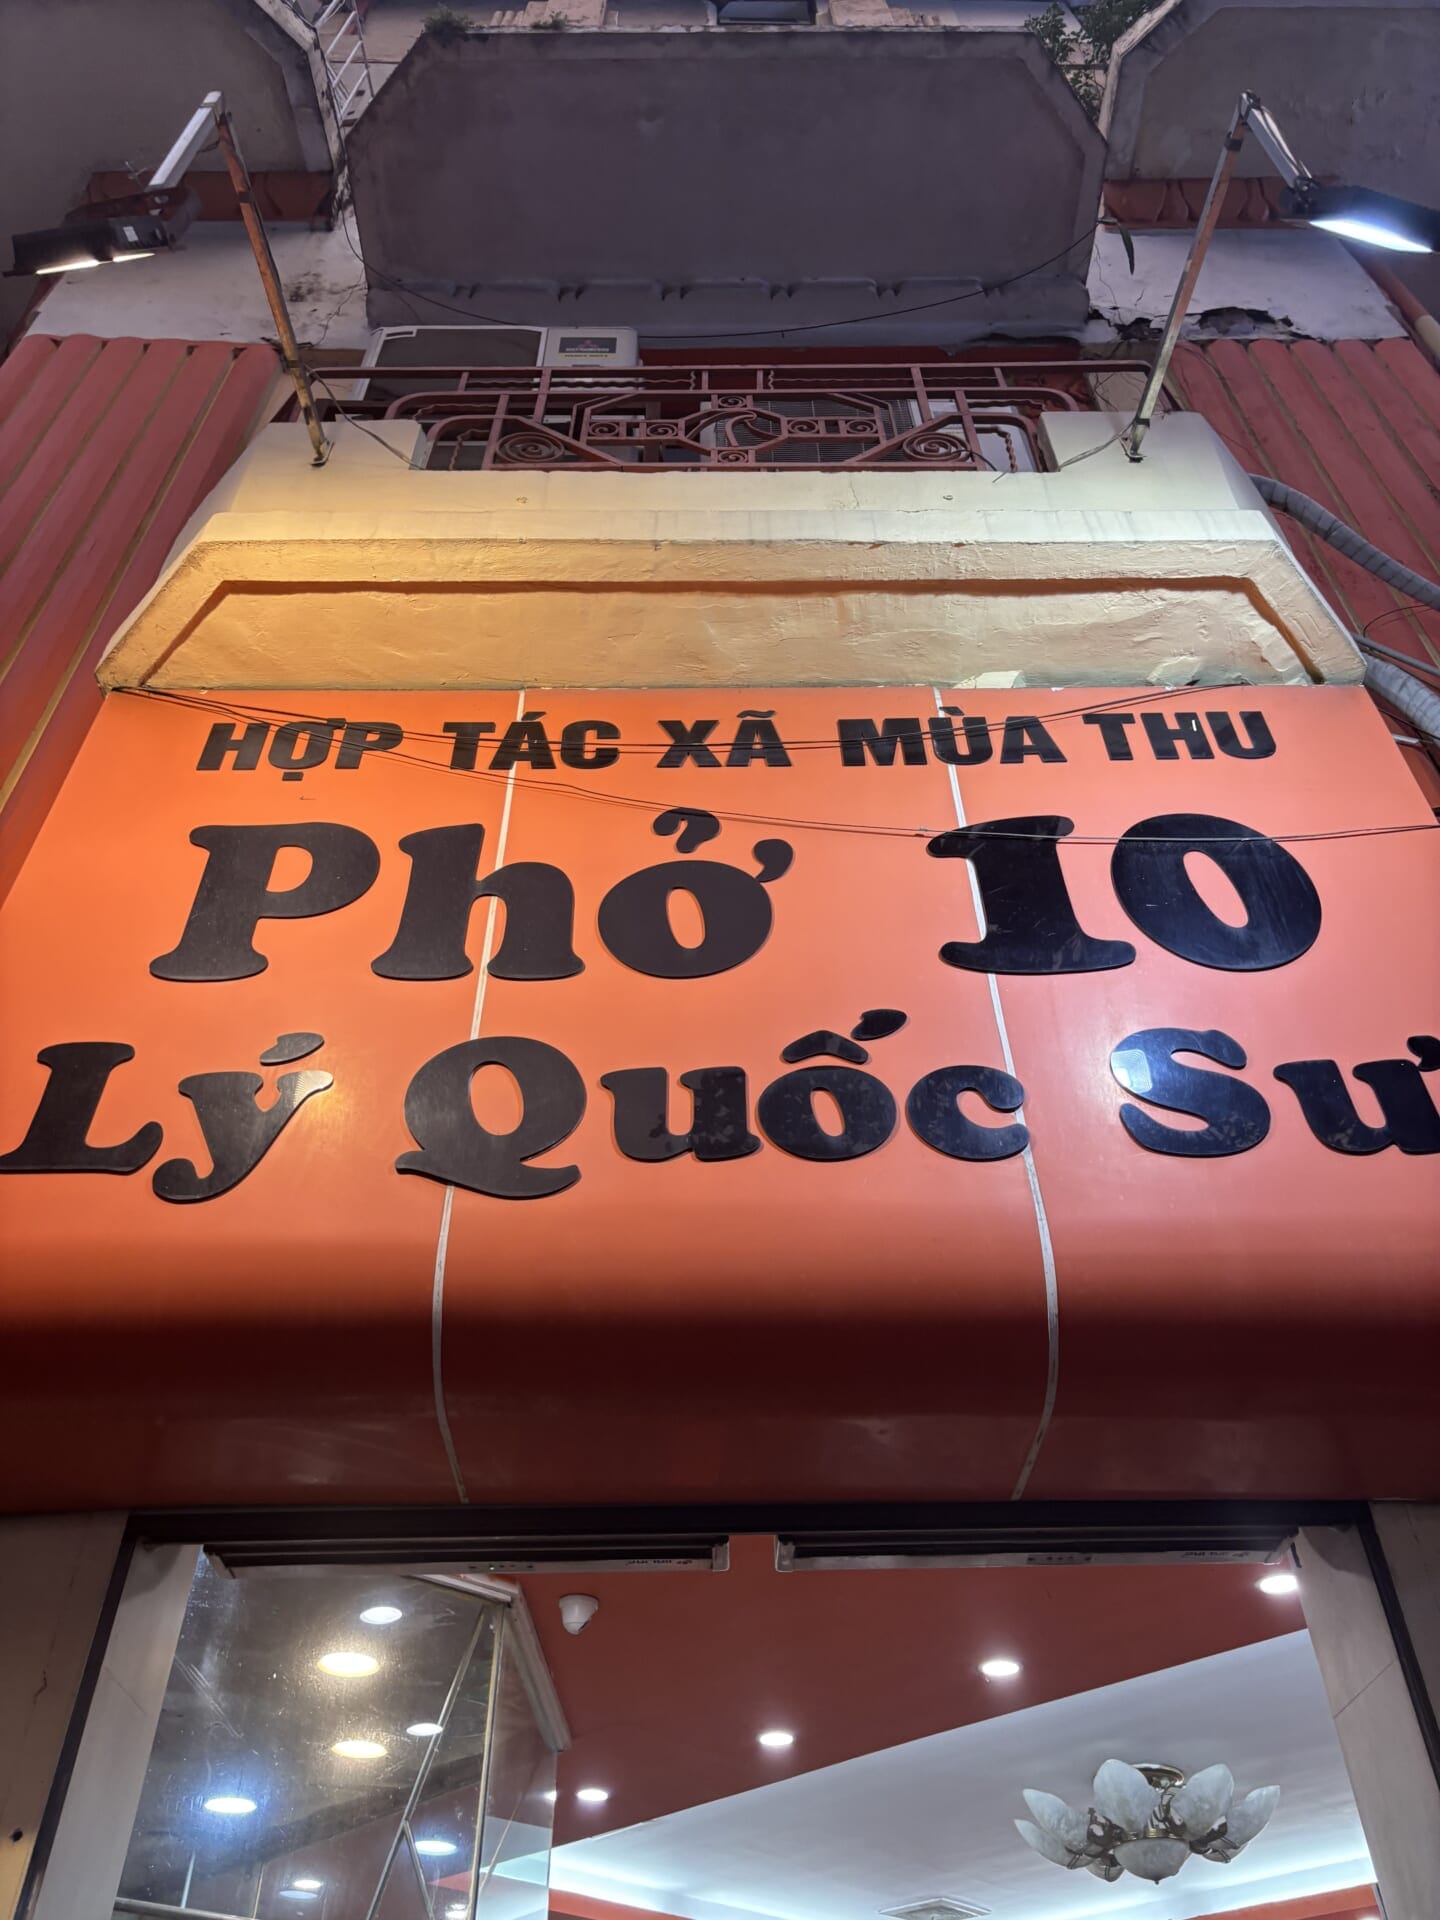 HỢP TÁC XÃ MÙA THU
Phở 10
Lý Quốc Sư